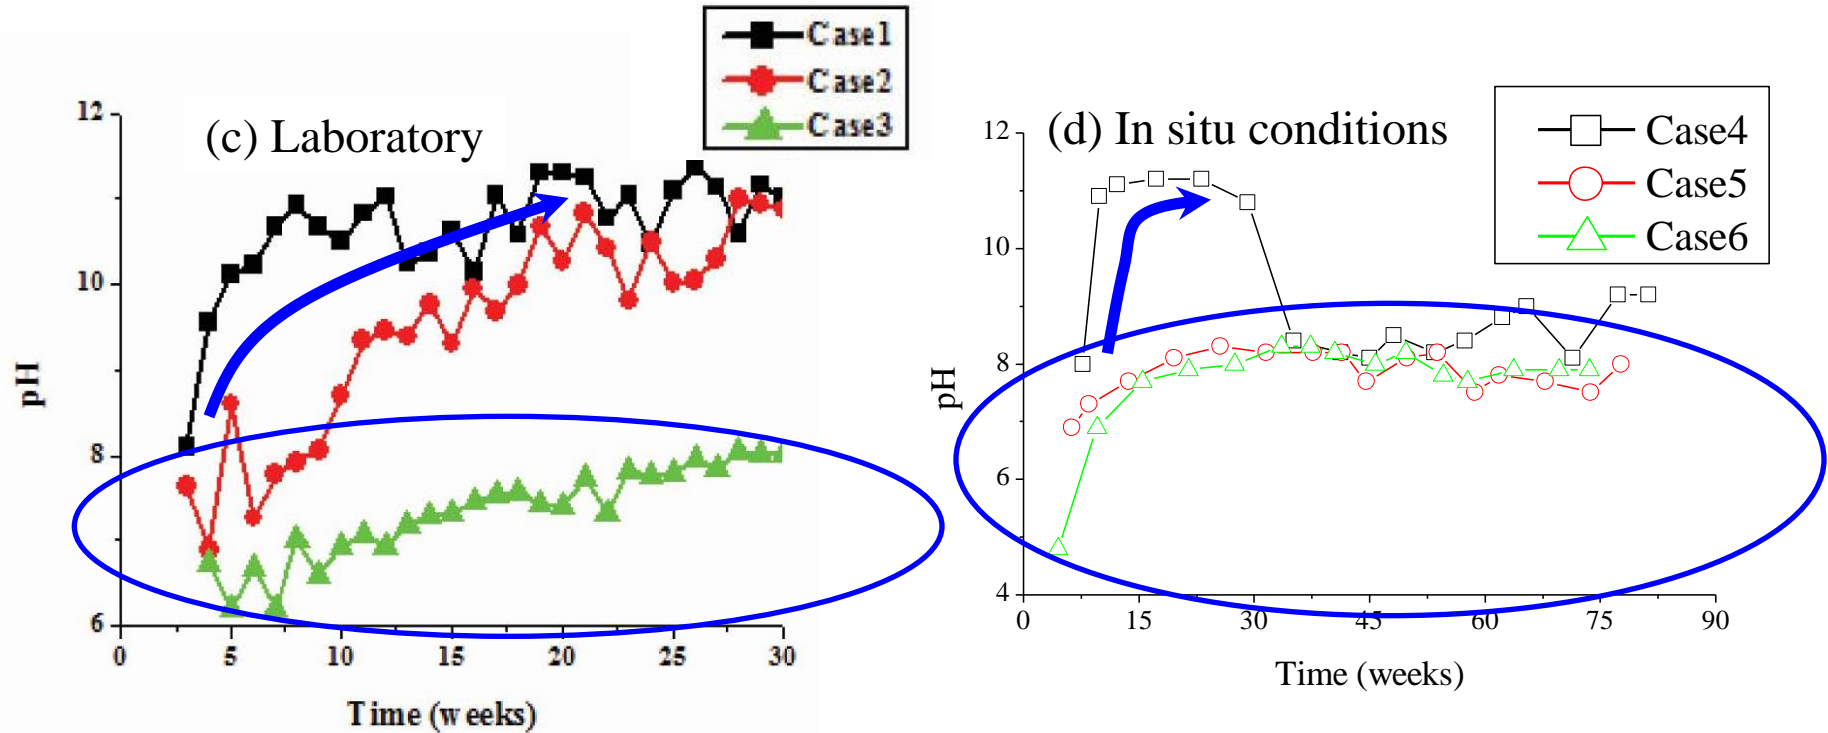 Case1
Case2
Case3
(c) Laboratory
12
10
8
6
pH
0 5 10 15 20 25 30
Time (weeks)
(d) In situ conditions
Case4
Case5
Case6
12
10
8
6
4
pH
0 15 30 45 60 75 90
Time (weeks)